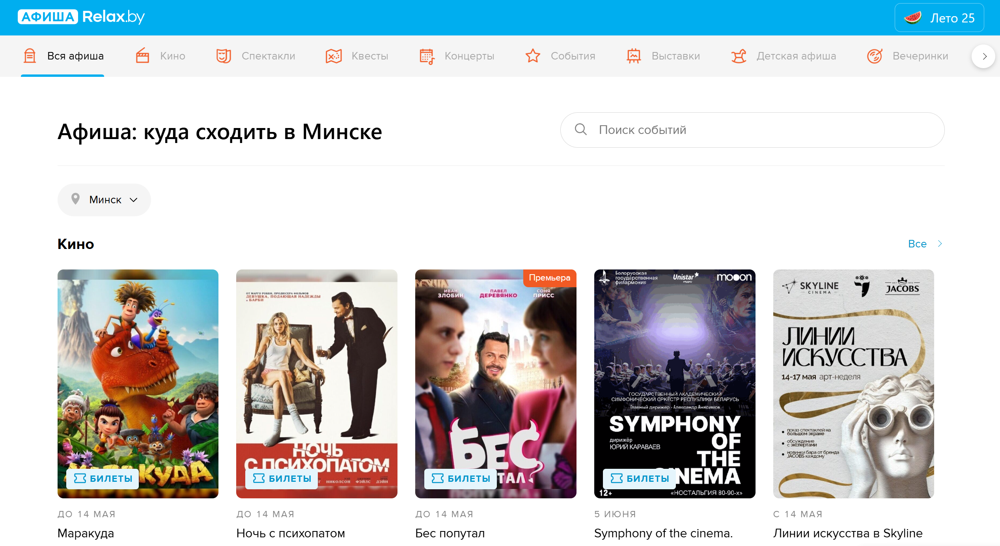 АФИША Relax.by
Лето 25
Вся афиша
Кино
Спектакли
Квесты
Концерты
События
Выставки
Детская афиша
Вечеринки
Афиша: куда сходить в Минске
Поиск событий
Минск
Кино
Все
КУДА
БИЛЕТЫ
ДО 14 МАЯ
Маракуда
ОТ МАРГО РОББИ, ПРОДЮСЕРА ФИЛЬМОВ
ДЕВУШКА, ПОДАЮЩАЯ НАДЕЖДЫ
и БАРБИ
НОЧЬ
С ПСИХОПАТОМ
НИКОЛСОН ФЭЙЛС ДЭЙН
БИЛЕТЫ
ДО 14 МАЯ
Ночь с психопатом
Премьера
ИВАН
ЗЛОБИН
ПАВЕЛ
ДЕРЕВЯНКО
СОНЯ
ПРИСС
БЕС
ТАЛ
БИЛЕТЫ
ДО 14 МАЯ
Бес попутал
Белорусская
государственная
филармония
Unistar
РАДИО
mooon
ГОСУДАРСТВЕННЫЙ АКАДЕМИЧЕСКИЙ
СИМФОНИЧЕСКИЙ ОРКЕСТР РЕСПУБЛИКИ БЕЛАРУСЬ
Главный дирижер - Александр Анисимов
SYMPHONY
OF
THE
CINEMA
дирижёр
ЮРИЙ КАРАВАЕВ
БИЛЕТЫ
12+
«НОСТАЛЬГИЯ 80-90-х»
5 ИЮНЯ
Symphony of the cinema.
SKYLINE
CINEMA
JACOBS
ЛИНИИ
ИСКУССТВА
14-17 мая арт-неделя
показ спектаклей на
большом экране
обсуждение
с экспертами
новинки бара от бренда
JACOBS каждому
С 14 МАЯ
Линии искусства в Skyline